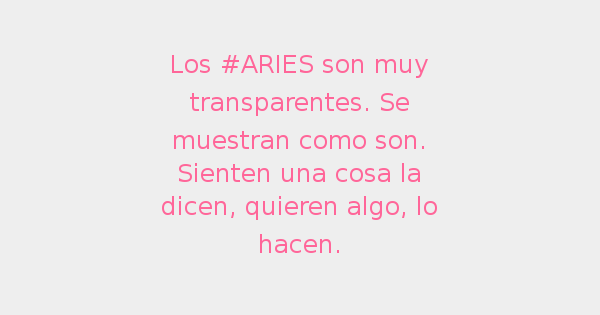 Los #ARIES son muy
transparentes. Se
muestran como son.
Sienten una cosa la
dicen, quieren algo, lo
hacen.